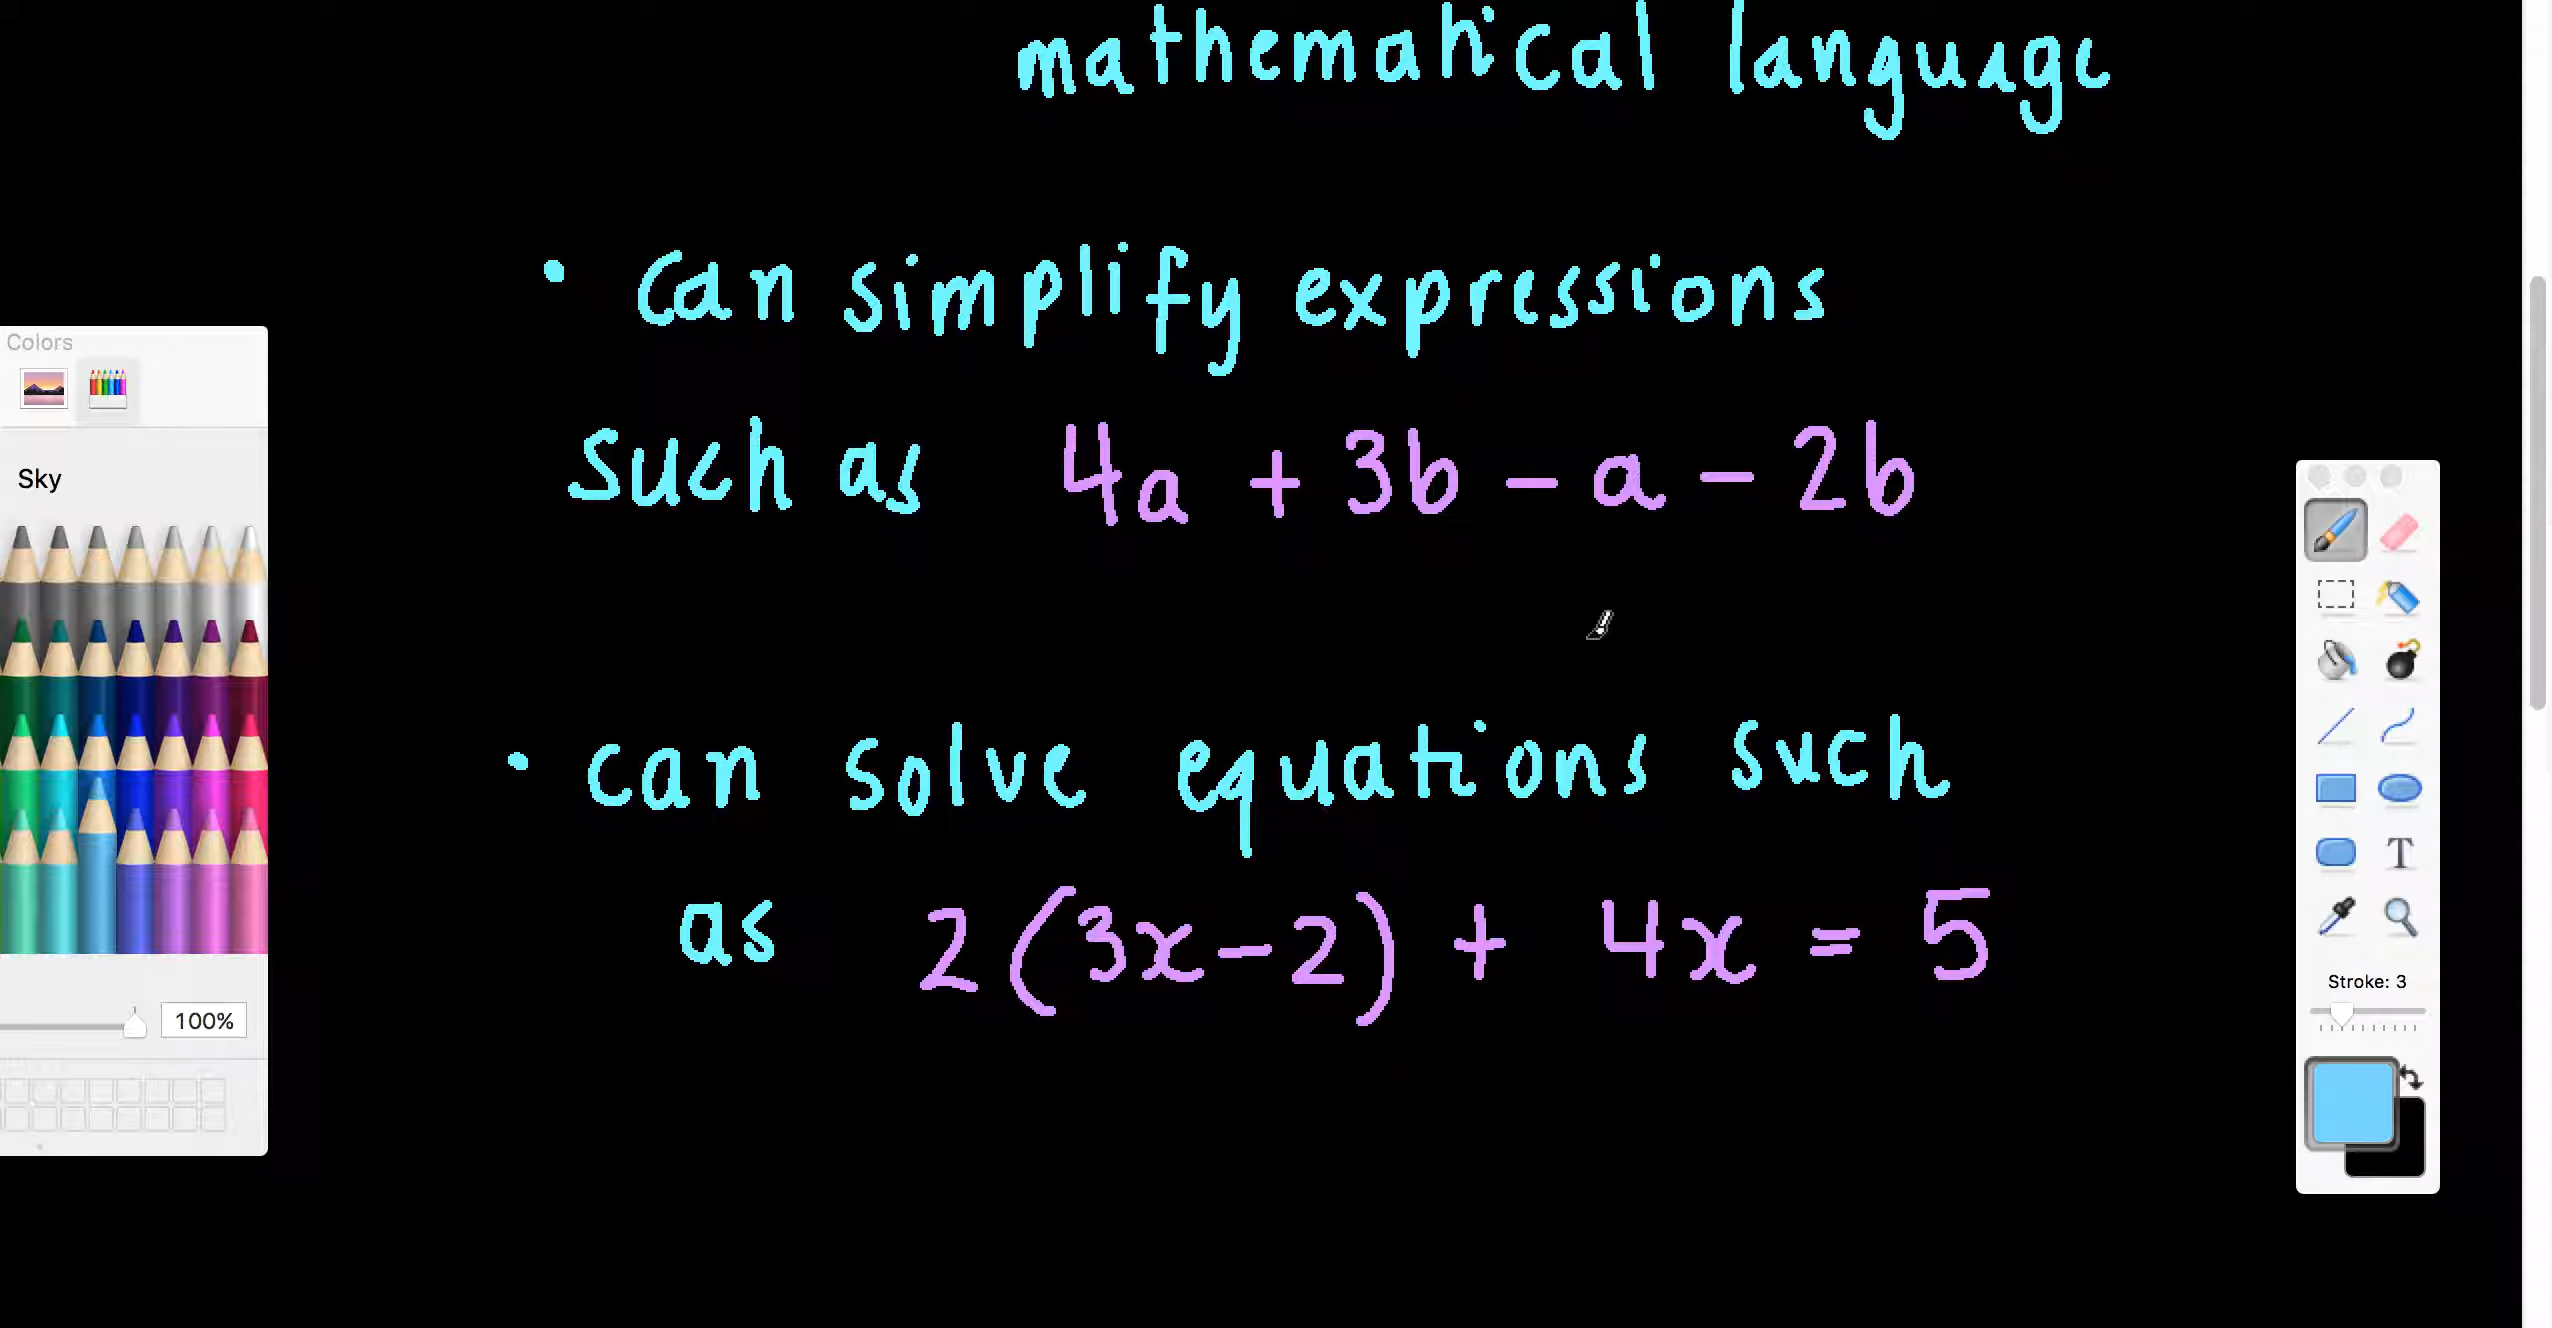 mathematical language
• can simplify expressions
such as 4a + 3b - a - 2b
• can solve equations such
as 2(3x-2) + 4x = 5
Colors
Sky
100%
T
Stroke: 3